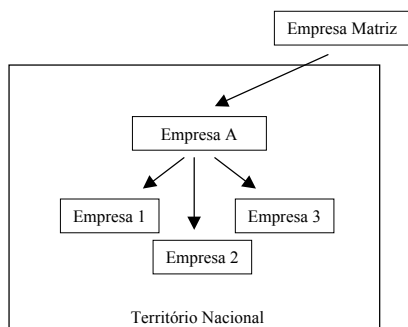 Empresa Matriz
Empresa A
Empresa 1
Empresa 3
Empresa 2
Território Nacional